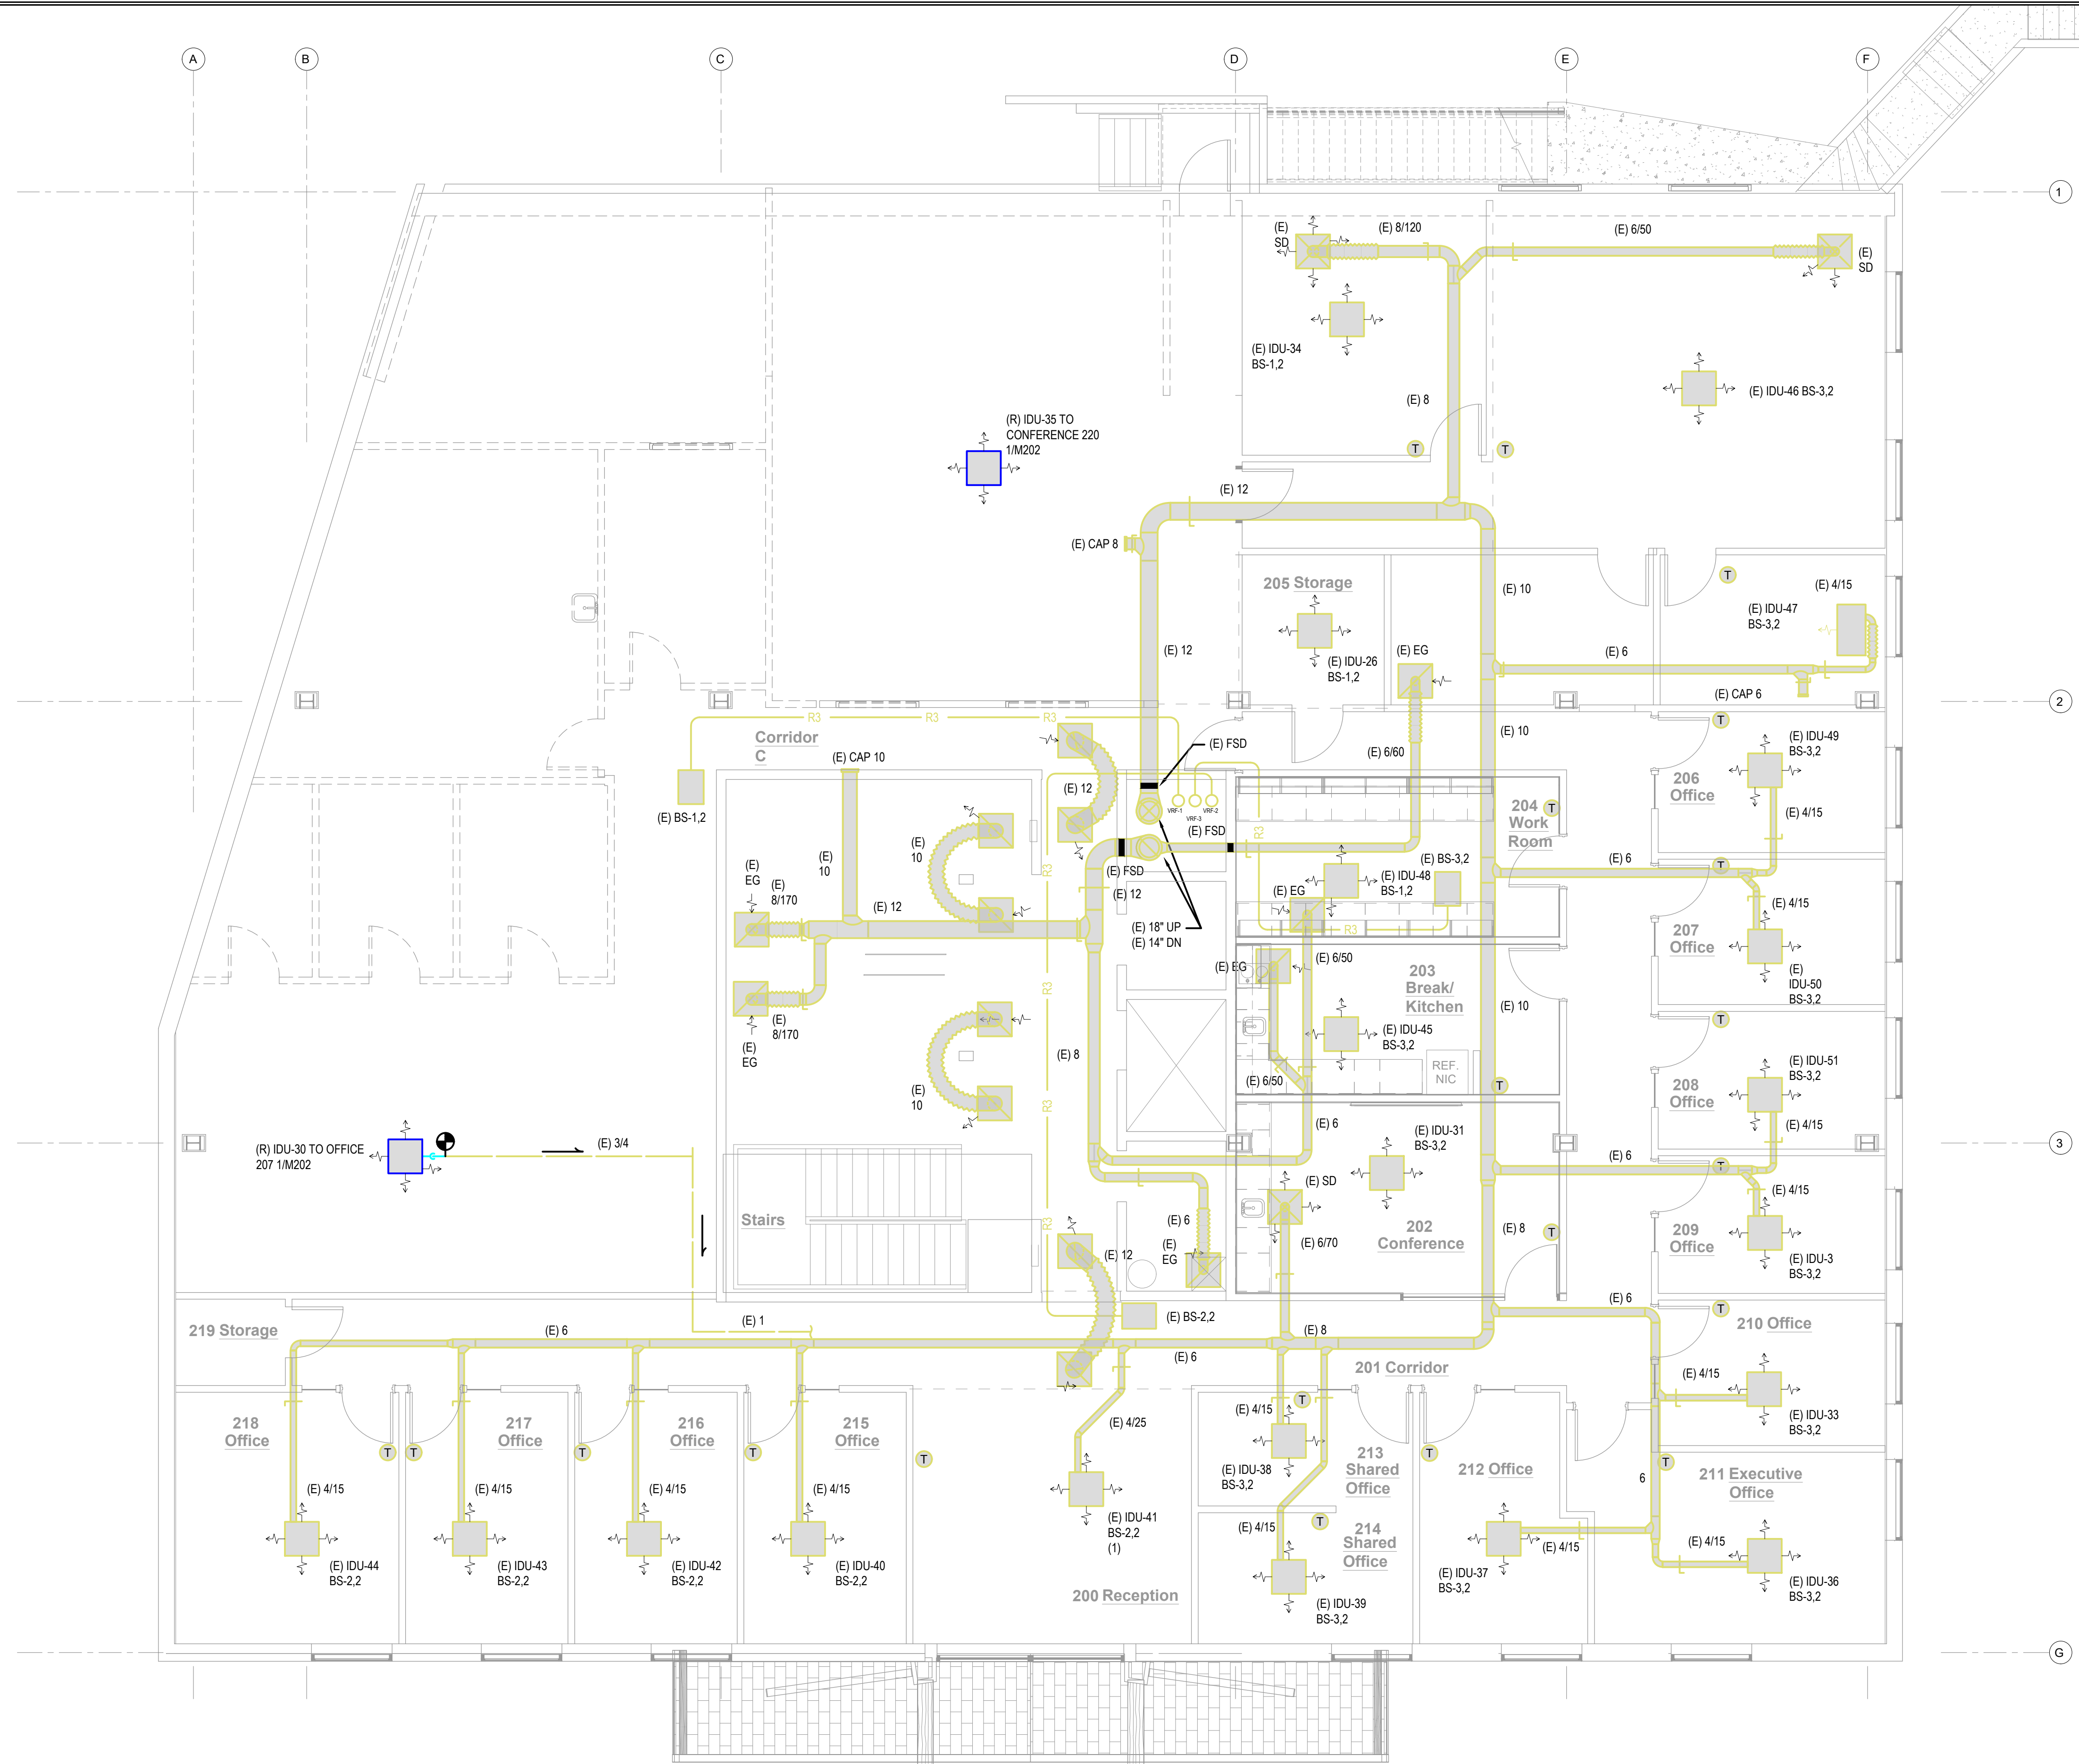 A
B
C
D
E
F
1
(E)
SD
(E) 8/120
(E) 6/50
(E)
SD
(E) IDU-34
BS-1,2
(E) IDU-46 BS-3,2
(E) 8
(R) IDU-35 TO
CONFERENCE 220
1/M202
T
T
(E) 12
(E) CAP 8
205 Storage
(E) 10
T
(E) 4/15
(E) IDU-47
BS-3,2
(E) 12
(E) EG
(E) 6
(E) IDU-26
BS-1,2
(E) CAP 6
2
R3
R3
R3
Corridor
C
(E) CAP 10
(E) FSD
(E) 6/60
(E) 10
T
(E) IDU-49
BS-3,2
206
Office
(E) 12
(E) BS-1,2
VRF-1
VRF-2
VRF-3
(E) FSD
R3
204
Work
Room
T
(E) 4/15
(E)
10
(E)
10
R3
(E) FSD
(E) BS-3,2
(E) 6
T
(E)
EG
(E)
8/170
(E) 12
(E) 12
(E) EG
(E) IDU-48
BS-1,2
(E) 4/15
(E) 18" UP
(E) 14" DN
R3
207
Office
(E) 6/50
(E) EG
203
Break/
Kitchen
(E)
IDU-50
BS-3,2
R3
(E) 10
T
(E)
8/170
(E)
EG
(E) IDU-45
BS-3,2
(E) 8
REF.
NIC
(E) IDU-51
BS-3,2
(E) 6/50
T
208
Office
(E)
10
R3
(E) 6
(E) IDU-31
BS-3,2
(E) 4/15
3
(R) IDU-30 TO OFFICE
207 1/M202
(E) 3/4
(E) 6
T
(E) SD
(E) 4/15
Stairs
R3
(E) 6
202
Conference
(E) 8
T
209
Office
(E) 6/70
(E)
EG
(E) 12
(E) IDU-3
BS-3,2
(E) 6
T
219 Storage
(E) 6
(E) 1
(E) BS-2,2
(E) 8
210 Office
(E) 6
201 Corridor
(E) 4/15
218
Office
217
Office
216
Office
215
Office
(E) 4/25
(E) 4/15
T
(E) IDU-33
BS-3,2
T
T
T
T
T
T
213
Shared
Office
212 Office
T
6
211 Executive
Office
(E) IDU-38
BS-3,2
(E) 4/15
(E) 4/15
(E) 4/15
(E) 4/15
(E) IDU-41
BS-2,2
(1)
(E) 4/15
T
214
Shared
Office
(E) 4/15
(E) 4/15
(E) IDU-44
BS-2,2
(E) IDU-43
BS-2,2
(E) IDU-42
BS-2,2
(E) IDU-40
BS-2,2
(E) IDU-37
BS-3,2
(E) IDU-36
BS-3,2
200 Reception
(E) IDU-39
BS-3,2
G